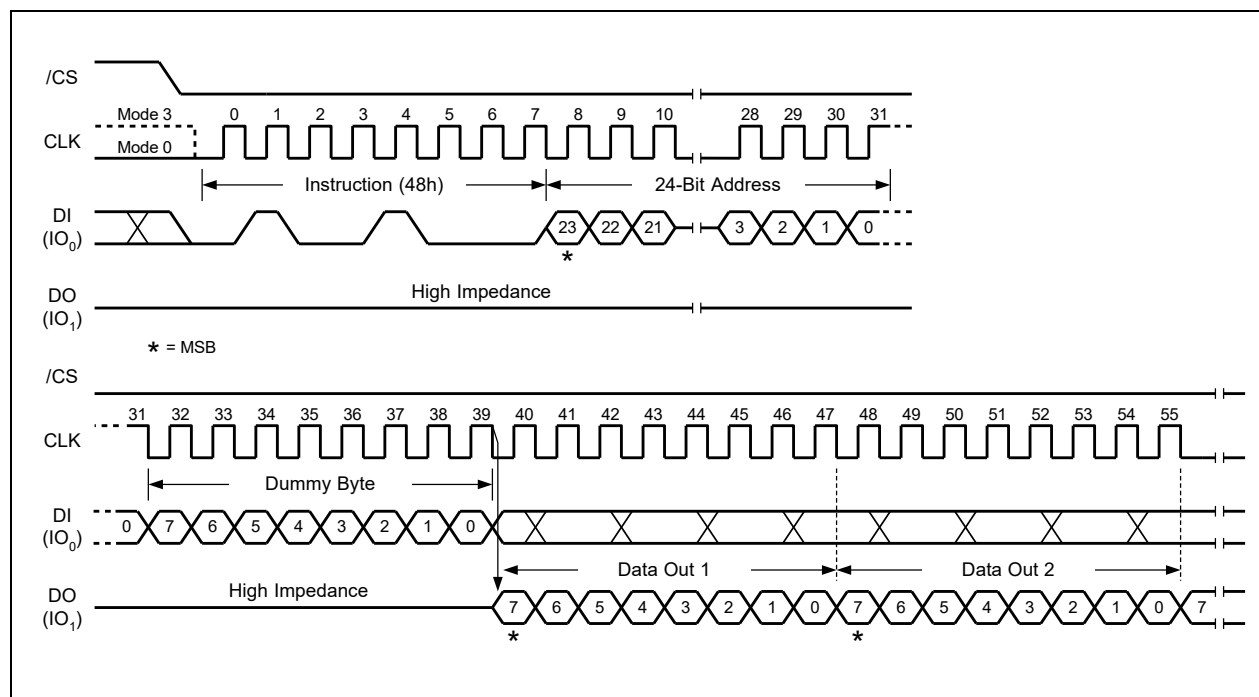 /CS
Mode 3 0 1 2 3 4 5 6 7 8 9 10 28 29 30 31
CLK
Mode 0
Instruction (48h) 24-Bit Address
DI
(IO0)
23 22 21 3 2 1 0
*
High Impedance
DO
(IO1)
* = MSB
/CS
31 32 33 34 35 36 37 38 39 40 41 42 43 44 45 46 47 48 49 50 51 52 53 54 55
CLK
Dummy Byte
DI
(IO0)
0 7 6 5 4 3 2 1 0
Data Out 1 Data Out 2
High Impedance
DO
(IO1)
7 6 5 4 3 2 1 0 7 6 5 4 3 2 1 0 7
* *